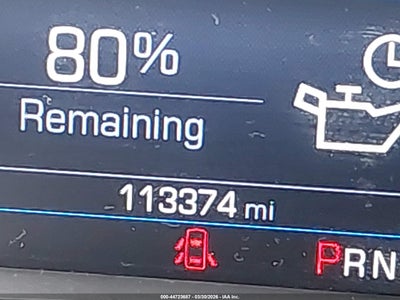 80%
Remaining
113374 mi
PRN
000-44723687 - 03/30/2026 - IAA Inc.